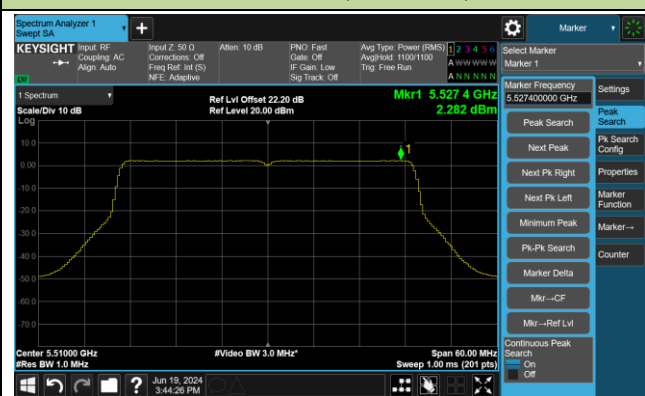 Spectrum Analyzer 1
Swept SA
Marker
KEYSIGHT
Input: RF
Coupling: AC
Align: Auto
Input Z: 50 Ω
Corrections: Off
Freq Ref: Int (S)
NFE: Adaptive
Atten: 10 dB
PNO: Fast
Gate: Off
IF Gain: Low
Sig Track: Off
Avg Type: Power (RMS)
Avg|Hold: 1100/1100
Trig: Free Run
1 2 3 4 5 6
A W W W W W
A N N N N N
Select Marker
Marker 1
1 Spectrum
Scale/Div 10 dB
Log
Ref Lvl Offset 22.20 dB
Ref Level 20.00 dBm
Mkr1 5.527 4 GHz
2.282 dBm
10.0
0.00
-10.0
-20.0
-30.0
-40.0
-50.0
-60.0
-70.0
1
Center 5.51000 GHz
#Res BW 1.0 MHz
#Video BW 3.0 MHz*
Span 60.00 MHz
Sweep 1.00 ms (201 pts)
Marker Frequency
5.527400000 GHz
Peak Search
Next Peak
Next Pk Right
Next Pk Left
Minimum Peak
Pk-Pk Search
Marker Delta
Mkr→CF
Mkr→Ref Lvl
Continuous Peak
Search
On
Off
Settings
Peak
Search
Pk Search
Config
Properties
Marker
Function
Marker→
Counter
?
Jun 19, 2024
3:44:26 PM